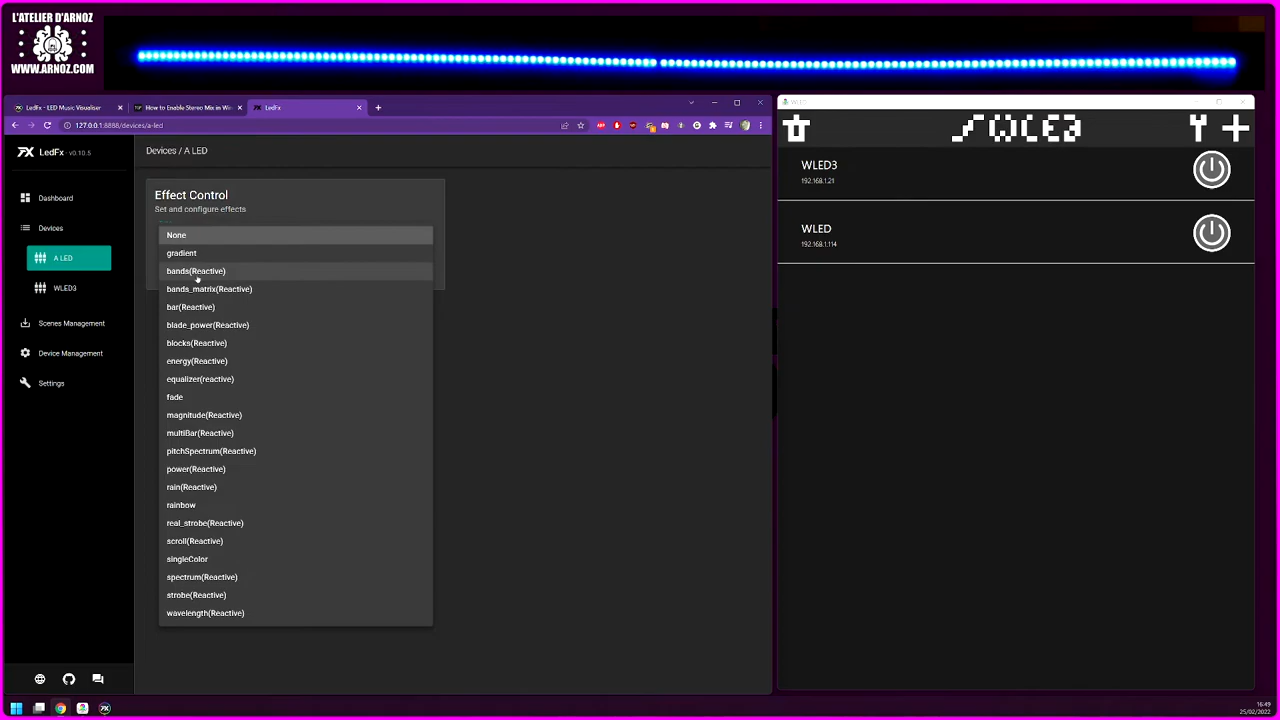 L'ATELIER D'ARNOZ
WWW.ARNOZ.COM
LedFx - LED Music Visualiser
How to Enable Stereo Mix in Win
LedFx
127.0.0.1:8888/devices/a-led
LedFx - v0.10.5
Dashboard
Devices
A LED
WLED3
Scenes Management
Device Management
Settings
Devices / A LED
Effect Control
Set and configure effects
None
gradient
bands(Reactive)
bands_matrix(Reactive)
bar(Reactive)
blade_power(Reactive)
blocks(Reactive)
energy(Reactive)
equalizer(reactive)
fade
magnitude(Reactive)
multiBar(Reactive)
pitchSpectrum(Reactive)
power(Reactive)
rain(Reactive)
rainbow
real_strobe(Reactive)
scroll(Reactive)
singleColor
spectrum(Reactive)
strobe(Reactive)
wavelength(Reactive)
WLED
WLED
WLED3
192.168.1.21
WLED
192.168.1.114
16:49
25/02/2022